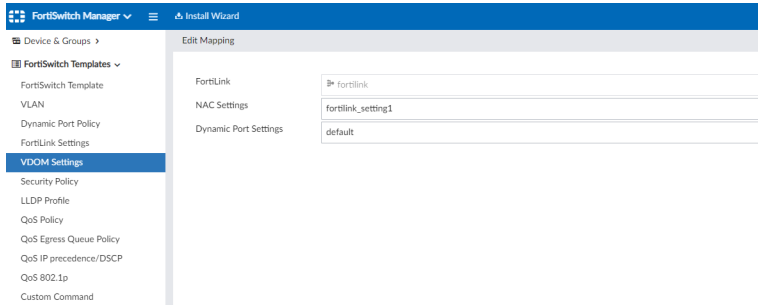 FortiSwitch Manager Install Wizard
Device & Groups
Edit Mapping
FortiSwitch Templates
FortiSwitch Template
VLAN
Dynamic Port Policy
FortiLink Settings
VDOM Settings
Security Policy
LLDP Profile
QoS Policy
QoS Egress Queue Policy
QoS IP precedence/DSCP
QoS 802.1p
Custom Command
FortiLink fortilink
NAC Settings fortilink_setting1
Dynamic Port Settings default